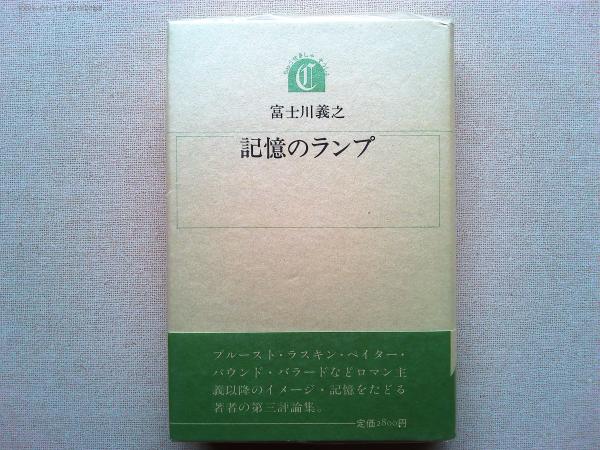 C
富士川義之
記憶のランプ
プルースト・ラスキン・ペイター・
パウンド・バラードなどロマン主
義以降のイメージ・記憶をたどる
著者の第三評論集。
定価2800円